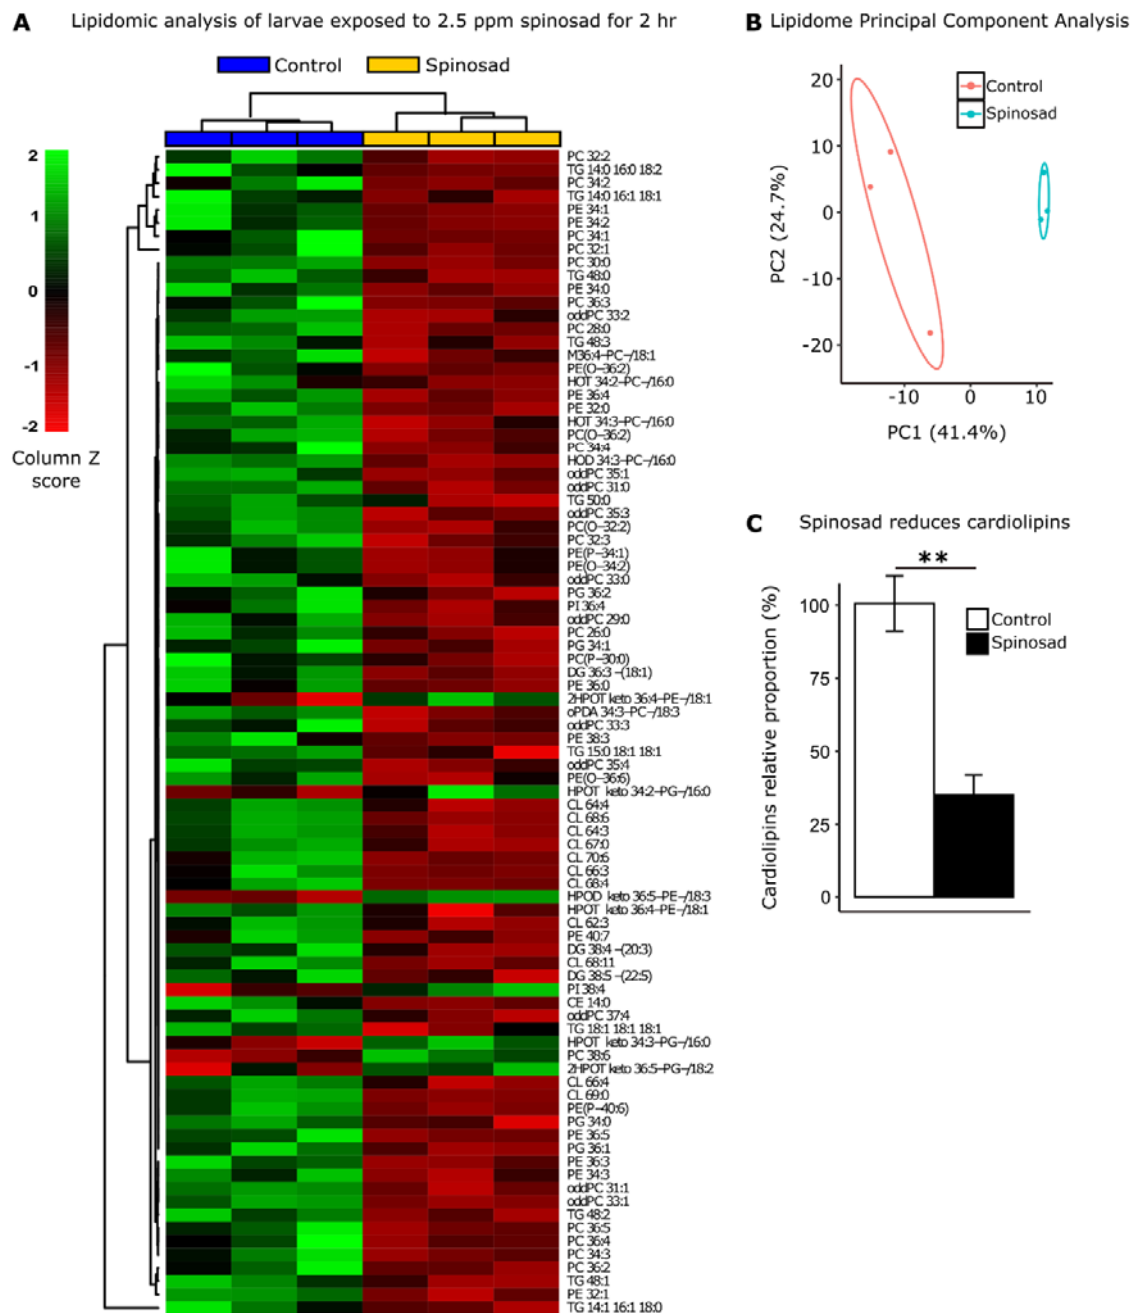 A Lipidomic analysis of larvae exposed to 2.5 ppm spinosad for 2 hr
Control Spinosad
2
1
0
-1
-2
Column Z
score
PC 32:2
TG 14:0 16:0 18:2
PC 34:2
TG 14:0 16:1 18:1
PE 34:1
PE 34:2
PC 34:1
PC 32:1
PC 30:0
TG 48:0
PE 34:0
PC 36:3
oddPC 33:2
PC 28:0
TG 48:3
M36:4–PC–/18:1
PE(O–36:2)
HOT 34:2–PC–/16:0
PE 36:4
PE 32:0
HOT 34:3–PC–/16:0
PC(O–36:2)
PC 34:4
HOD 34:3–PC–/16:0
oddPC 35:1
oddPC 31:0
TG 50:0
oddPC 35:3
PC(O–32:2)
PC 32:3
PE(P–34:1)
PE(O–34:2)
oddPC 33:0
PG 36:2
PI 36:4
oddPC 29:0
PC 26:0
PG 34:1
PC(P–30:0)
DG 36:3 –(18:1)
PE 36:0
2HPOT keto 36:4–PE–/18:1
oPDA 34:3–PC–/18:3
oddPC 33:3
PE 38:3
TG 15:0 18:1 18:1
oddPC 35:4
PE(O–36:6)
HPOT keto 34:2–PG–/16:0
CL 64:4
CL 68:6
CL 64:3
CL 67:0
CL 70:6
CL 66:3
CL 68:4
HPOD keto 36:5–PE–/18:3
HPOT keto 36:4–PE–/18:1
CL 62:3
PE 40:7
DG 38:4 –(20:3)
CL 68:11
DG 38:5 –(22:5)
PI 38:4
CE 14:0
oddPC 37:4
TG 18:1 18:1 18:1
HPOT keto 34:3–PG–/16:0
PC 38:6
2HPOT keto 36:5–PG–/18:2
CL 66:4
CL 69:0
PE(P–40:6)
PG 34:0
PE 36:5
PG 36:1
PE 36:3
PE 34:3
oddPC 31:1
oddPC 33:1
TG 48:2
PC 36:5
PC 36:4
PC 34:3
PC 36:2
TG 48:1
PE 32:1
TG 14:1 16:1 18:0
B Lipidome Principal Component Analysis
Control
Spinosad
PC2 (24.7%)
20
10
0
-10
-20
-10 0 10
PC1 (41.4%)
C Spinosad reduces cardiolipins
**
Control
Spinosad
Cardiolipins relative proportion (%)
100
75
50
25
0